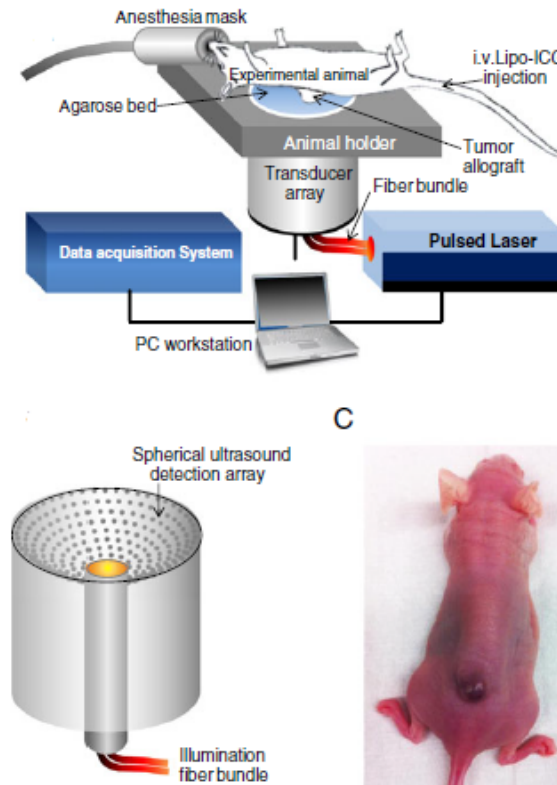 Anesthesia mask
i.v.Lipo-ICG
injection
Experimental animal
Agarose bed
Animal holder
Tumor
allograft
Transducer
array
Fiber bundle
Data acquisition System
Pulsed Laser
PC workstation
C
Spherical ultrasound
detection array
Illumination
fiber bundle